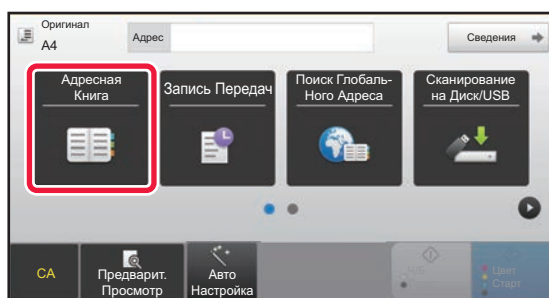 Оригинал
A4
Адрес
Сведения
Адресная
Книга
Запись Передач
Поиск Глобаль-
Ного Адреса
Сканирование
на Диск/USB
CA
Предварит.
Просмотр
Авто
Настройка
Ч/Б
Старт
Цвет
Старт